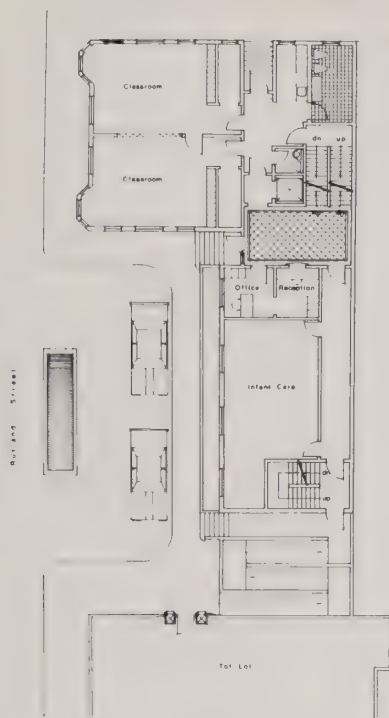 Classroom
dn up
Classroom
Office
Reception
Infant Care
dn
up
Rutland Street
Tot Lot